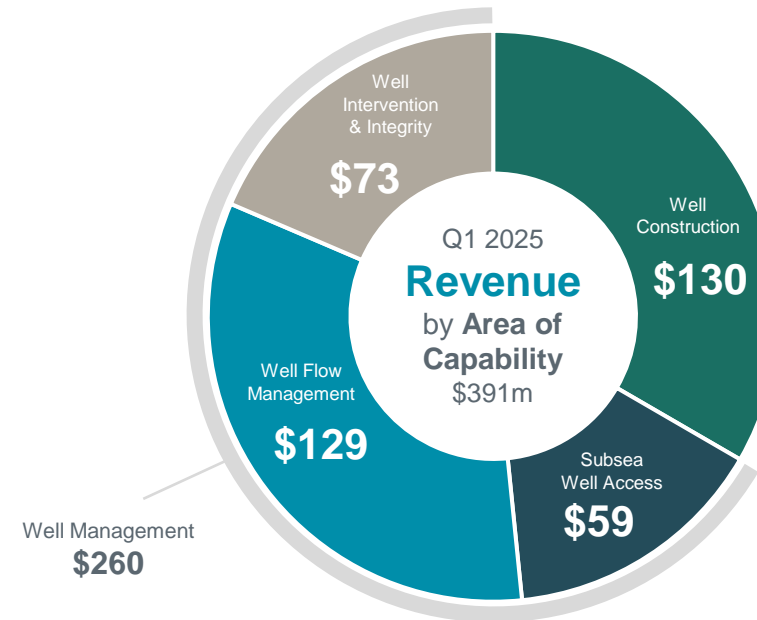 Well
Intervention
& Integrity
$73
Well
Construction
$130
Q1 2025
Revenue
by Area of
Capability
$391m
Well Flow
Management
$129
Subsea
Well Access
$59
Well Management
$260